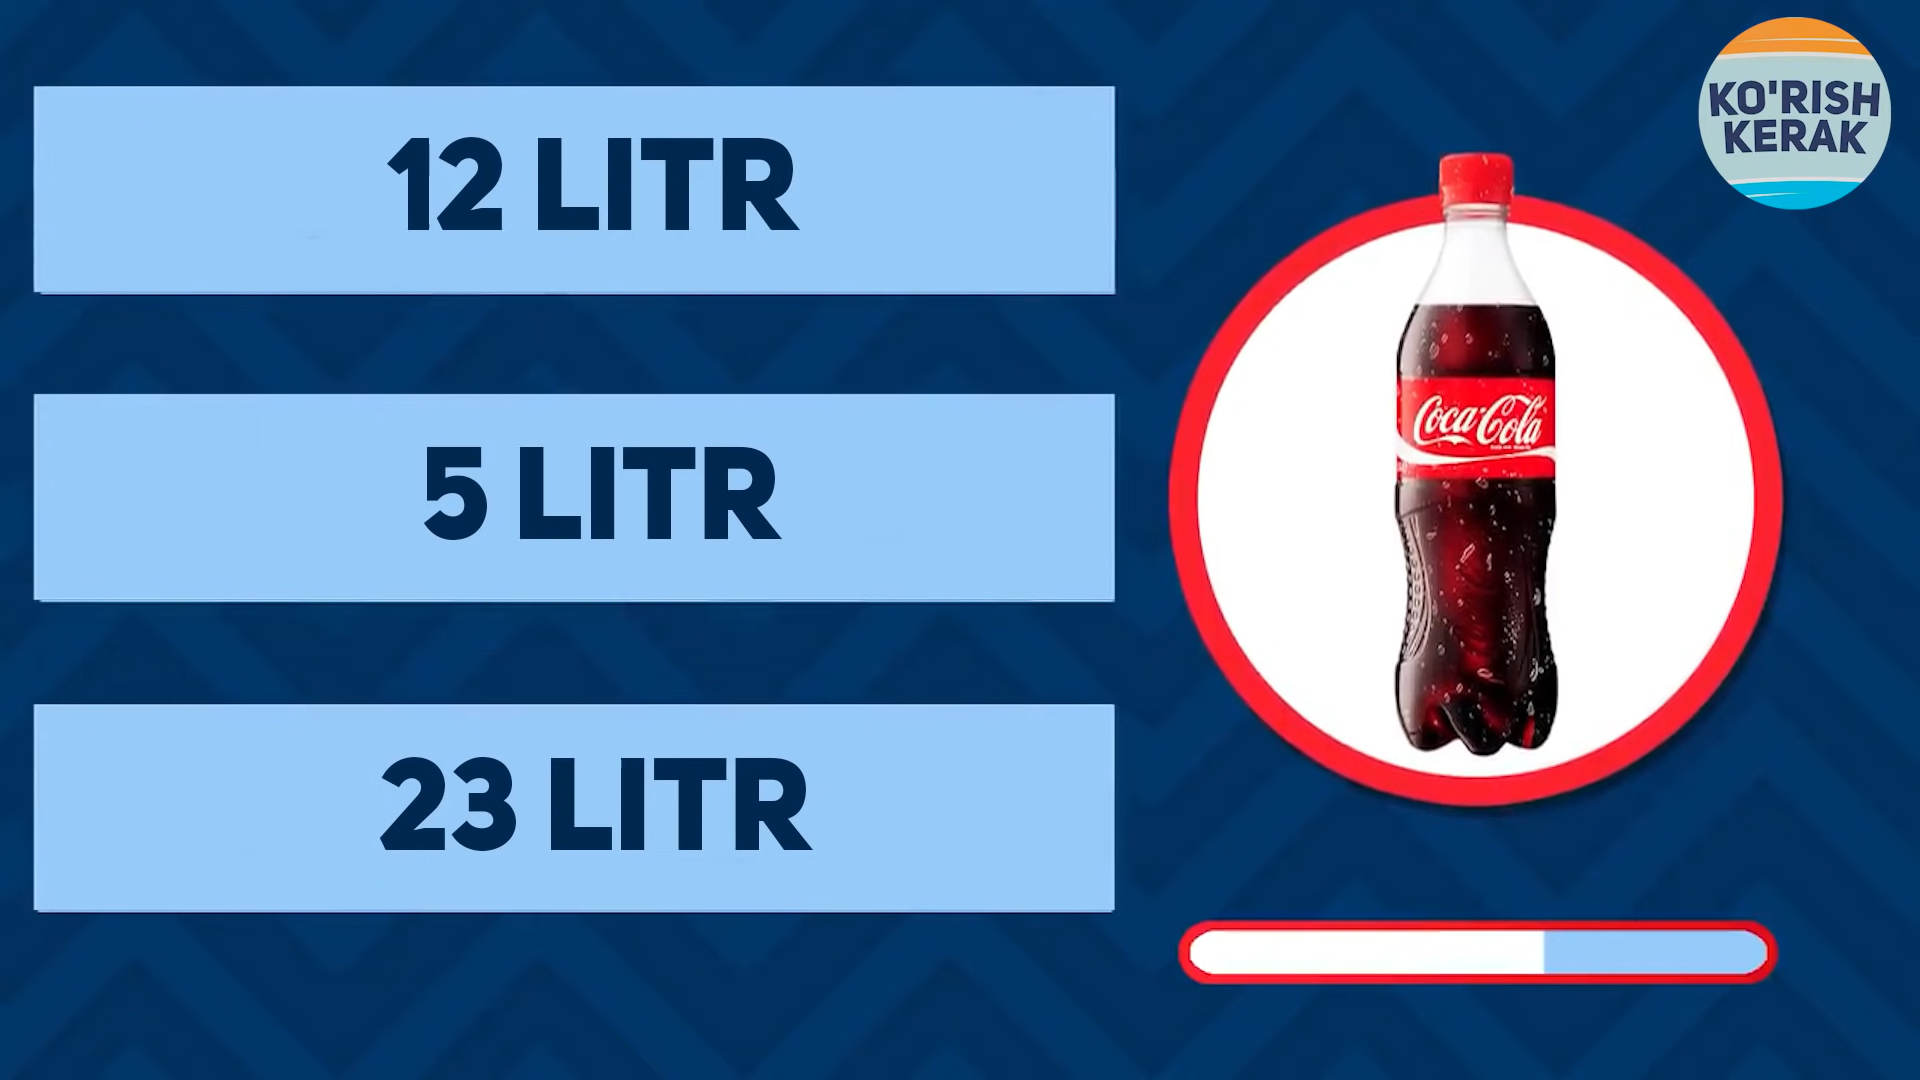 12 LITR
5 LITR
23 LITR
KO'RISH
KERAK
Coca-Cola